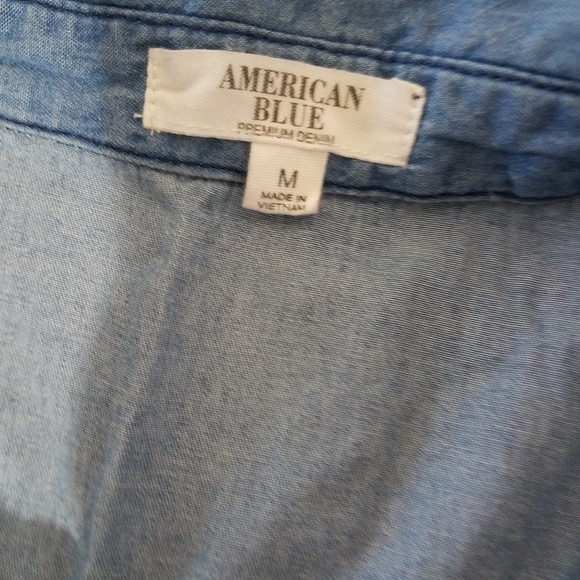 AMERICAN
BLUE
PREMIUM DENIM
M
MADE IN
VIETNAM